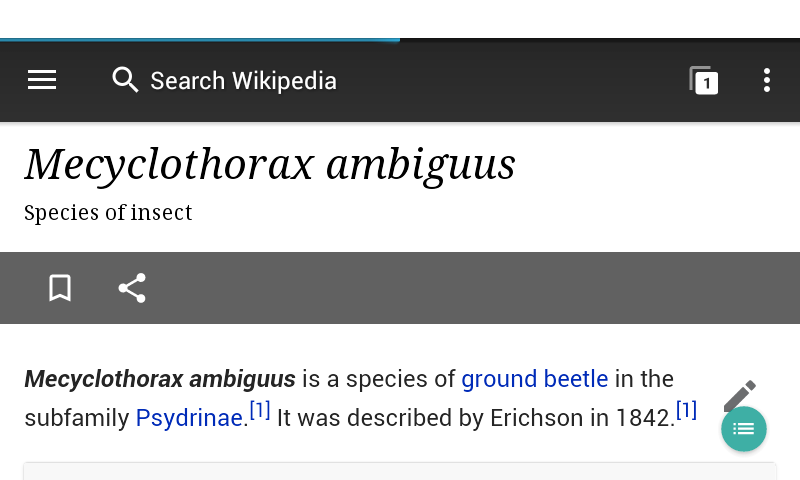 Search Wikipedia
1
Mecyclothorax ambiguus
Species of insect
Mecyclothorax ambiguus is a species of ground beetle in the
subfamily Psydrinae.[1] It was described by Erichson in 1842.[1]